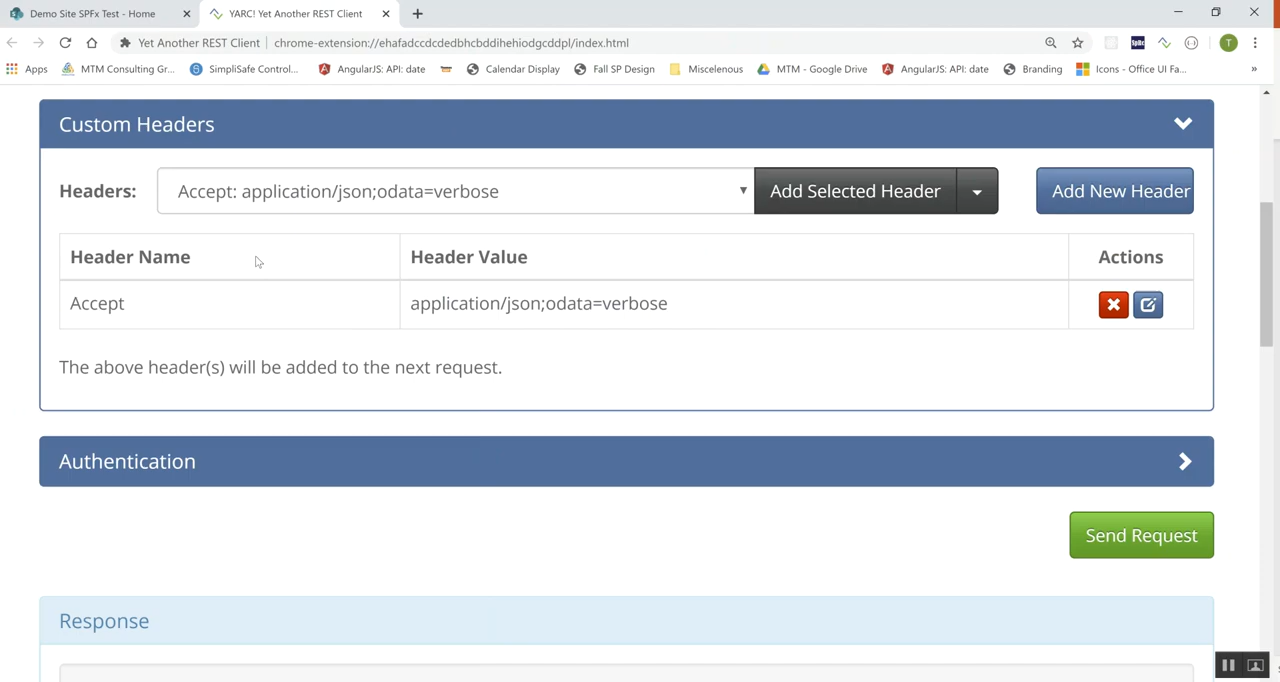 Demo Site SPFx Test - Home
YARC! Yet Another REST Client
Yet Another REST Client
chrome-extension://ehafadccdcdedbhcbddihehiodgcddpl/index.html
T
Apps
MTM Consulting Gr...
SimpliSafe Control...
AngularJS: API: date
Calendar Display
Fall SP Design
Miscelenous
MTM - Google Drive
AngularJS: API: date
Branding
Icons - Office UI Fa...
»
Custom Headers
Headers:
Accept: application/json;odata=verbose
Add Selected Header
Add New Header
Header Name
Header Value
Actions
Accept
application/json;odata=verbose
The above header(s) will be added to the next request.
Authentication
Send Request
Response